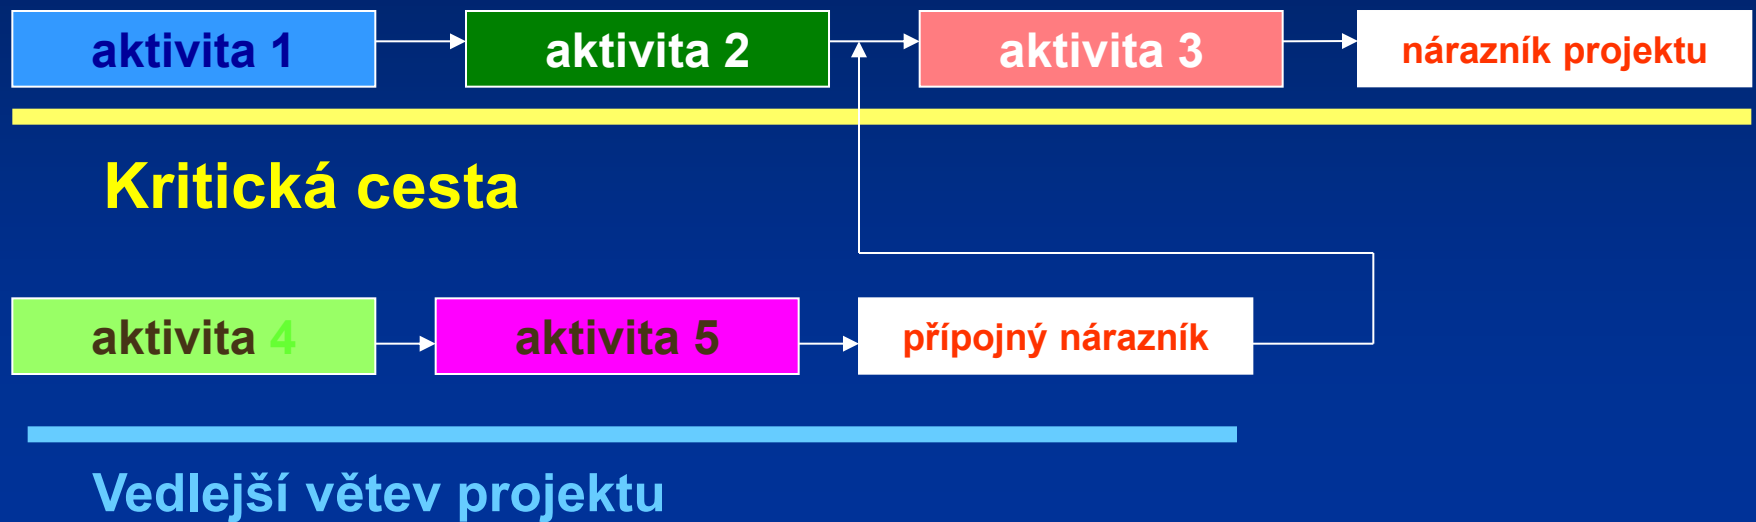 aktivita 1
aktivita 2
aktivita 3
nárazník projektu
Kritická cesta
aktivita 4
aktivita 5
přípojný nárazník
Vedlejší větev projektu